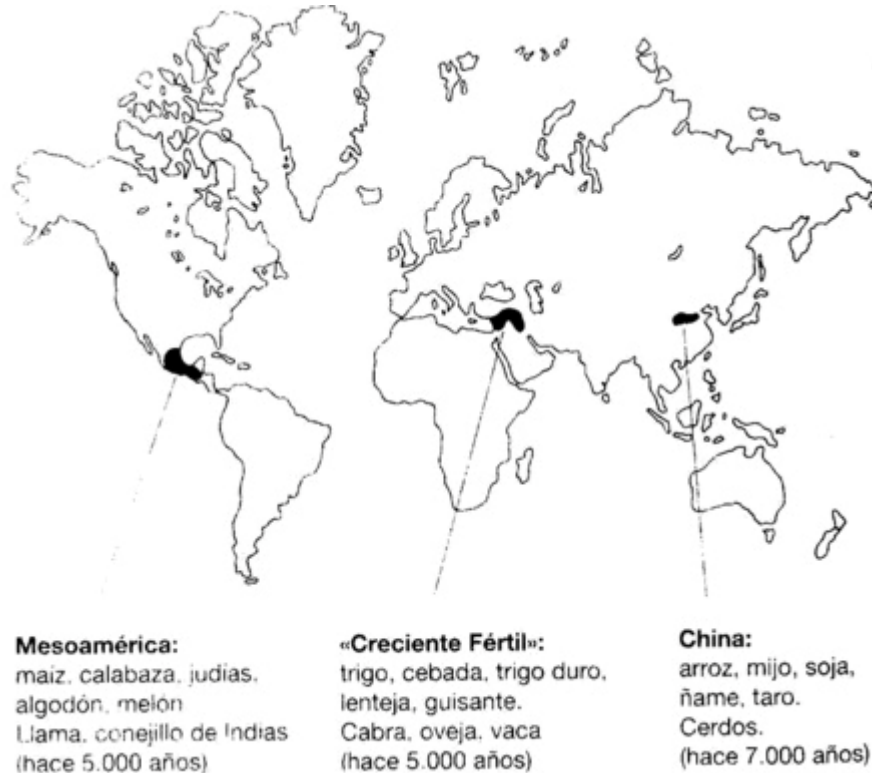 Mesoamérica:
maiz, calabaza, judías,
algodón, melón
Llama, conejillo de Indias
(hace 5.000 años)
«Creciente Fértil»:
trigo, cebada, trigo duro,
lenteja, guisante.
Cabra, oveja, vaca
(hace 5.000 años)
China:
arroz, mijo, soja,
ñame, taro.
Cerdos.
(hace 7.000 años)